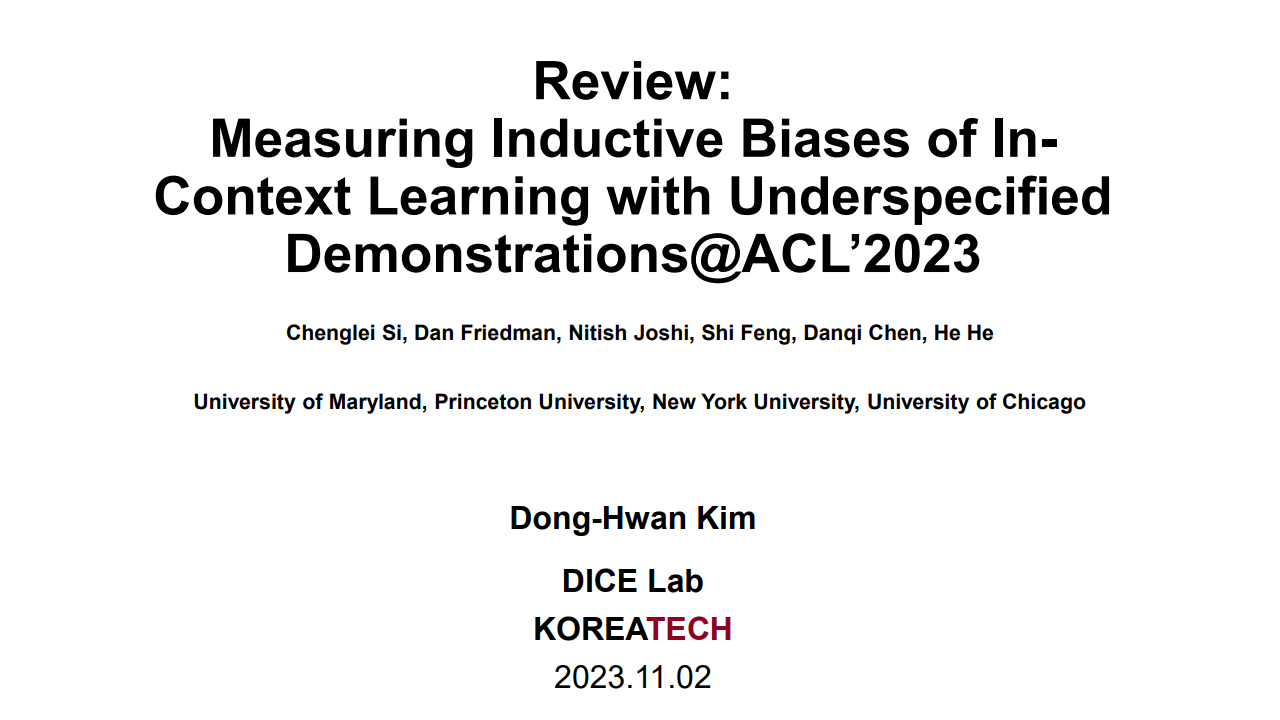 Review:
Measuring Inductive Biases of In-
Context Learning with Underspecified
Demonstrations@ACL’2023
Chenglei Si, Dan Friedman, Nitish Joshi, Shi Feng, Danqi Chen, He He
University of Maryland, Princeton University, New York University, University of Chicago
Dong-Hwan Kim
DICE Lab
KOREATECH
2023.11.02